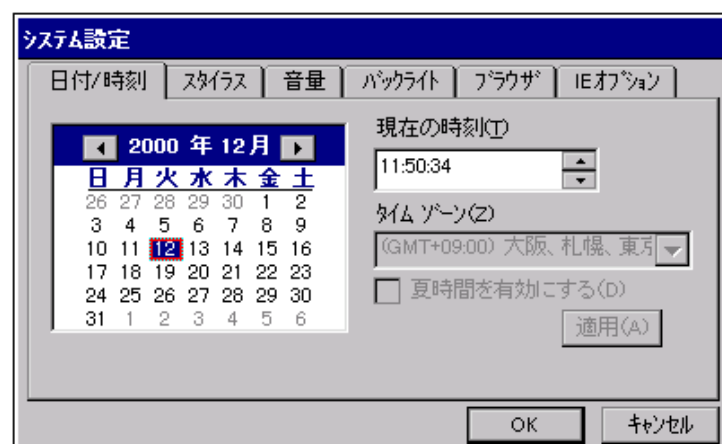 システム設定
日付/時刻 スタイラス 音量 バックライト ブラウザ IEオプション
2000 年 12月
日 月 火 水 木 金 土
26 27 28 29 30 1 2
3 4 5 6 7 8 9
10 11 12 13 14 15 16
17 18 19 20 21 22 23
24 25 26 27 28 29 30
31 1 2 3 4 5 6
現在の時刻(T)
11:50:34
タイム ゾーン(Z)
(GMT+09:00) 大阪、札幌、東京
夏時間を有効にする(D)
適用(A)
OK キャンセル